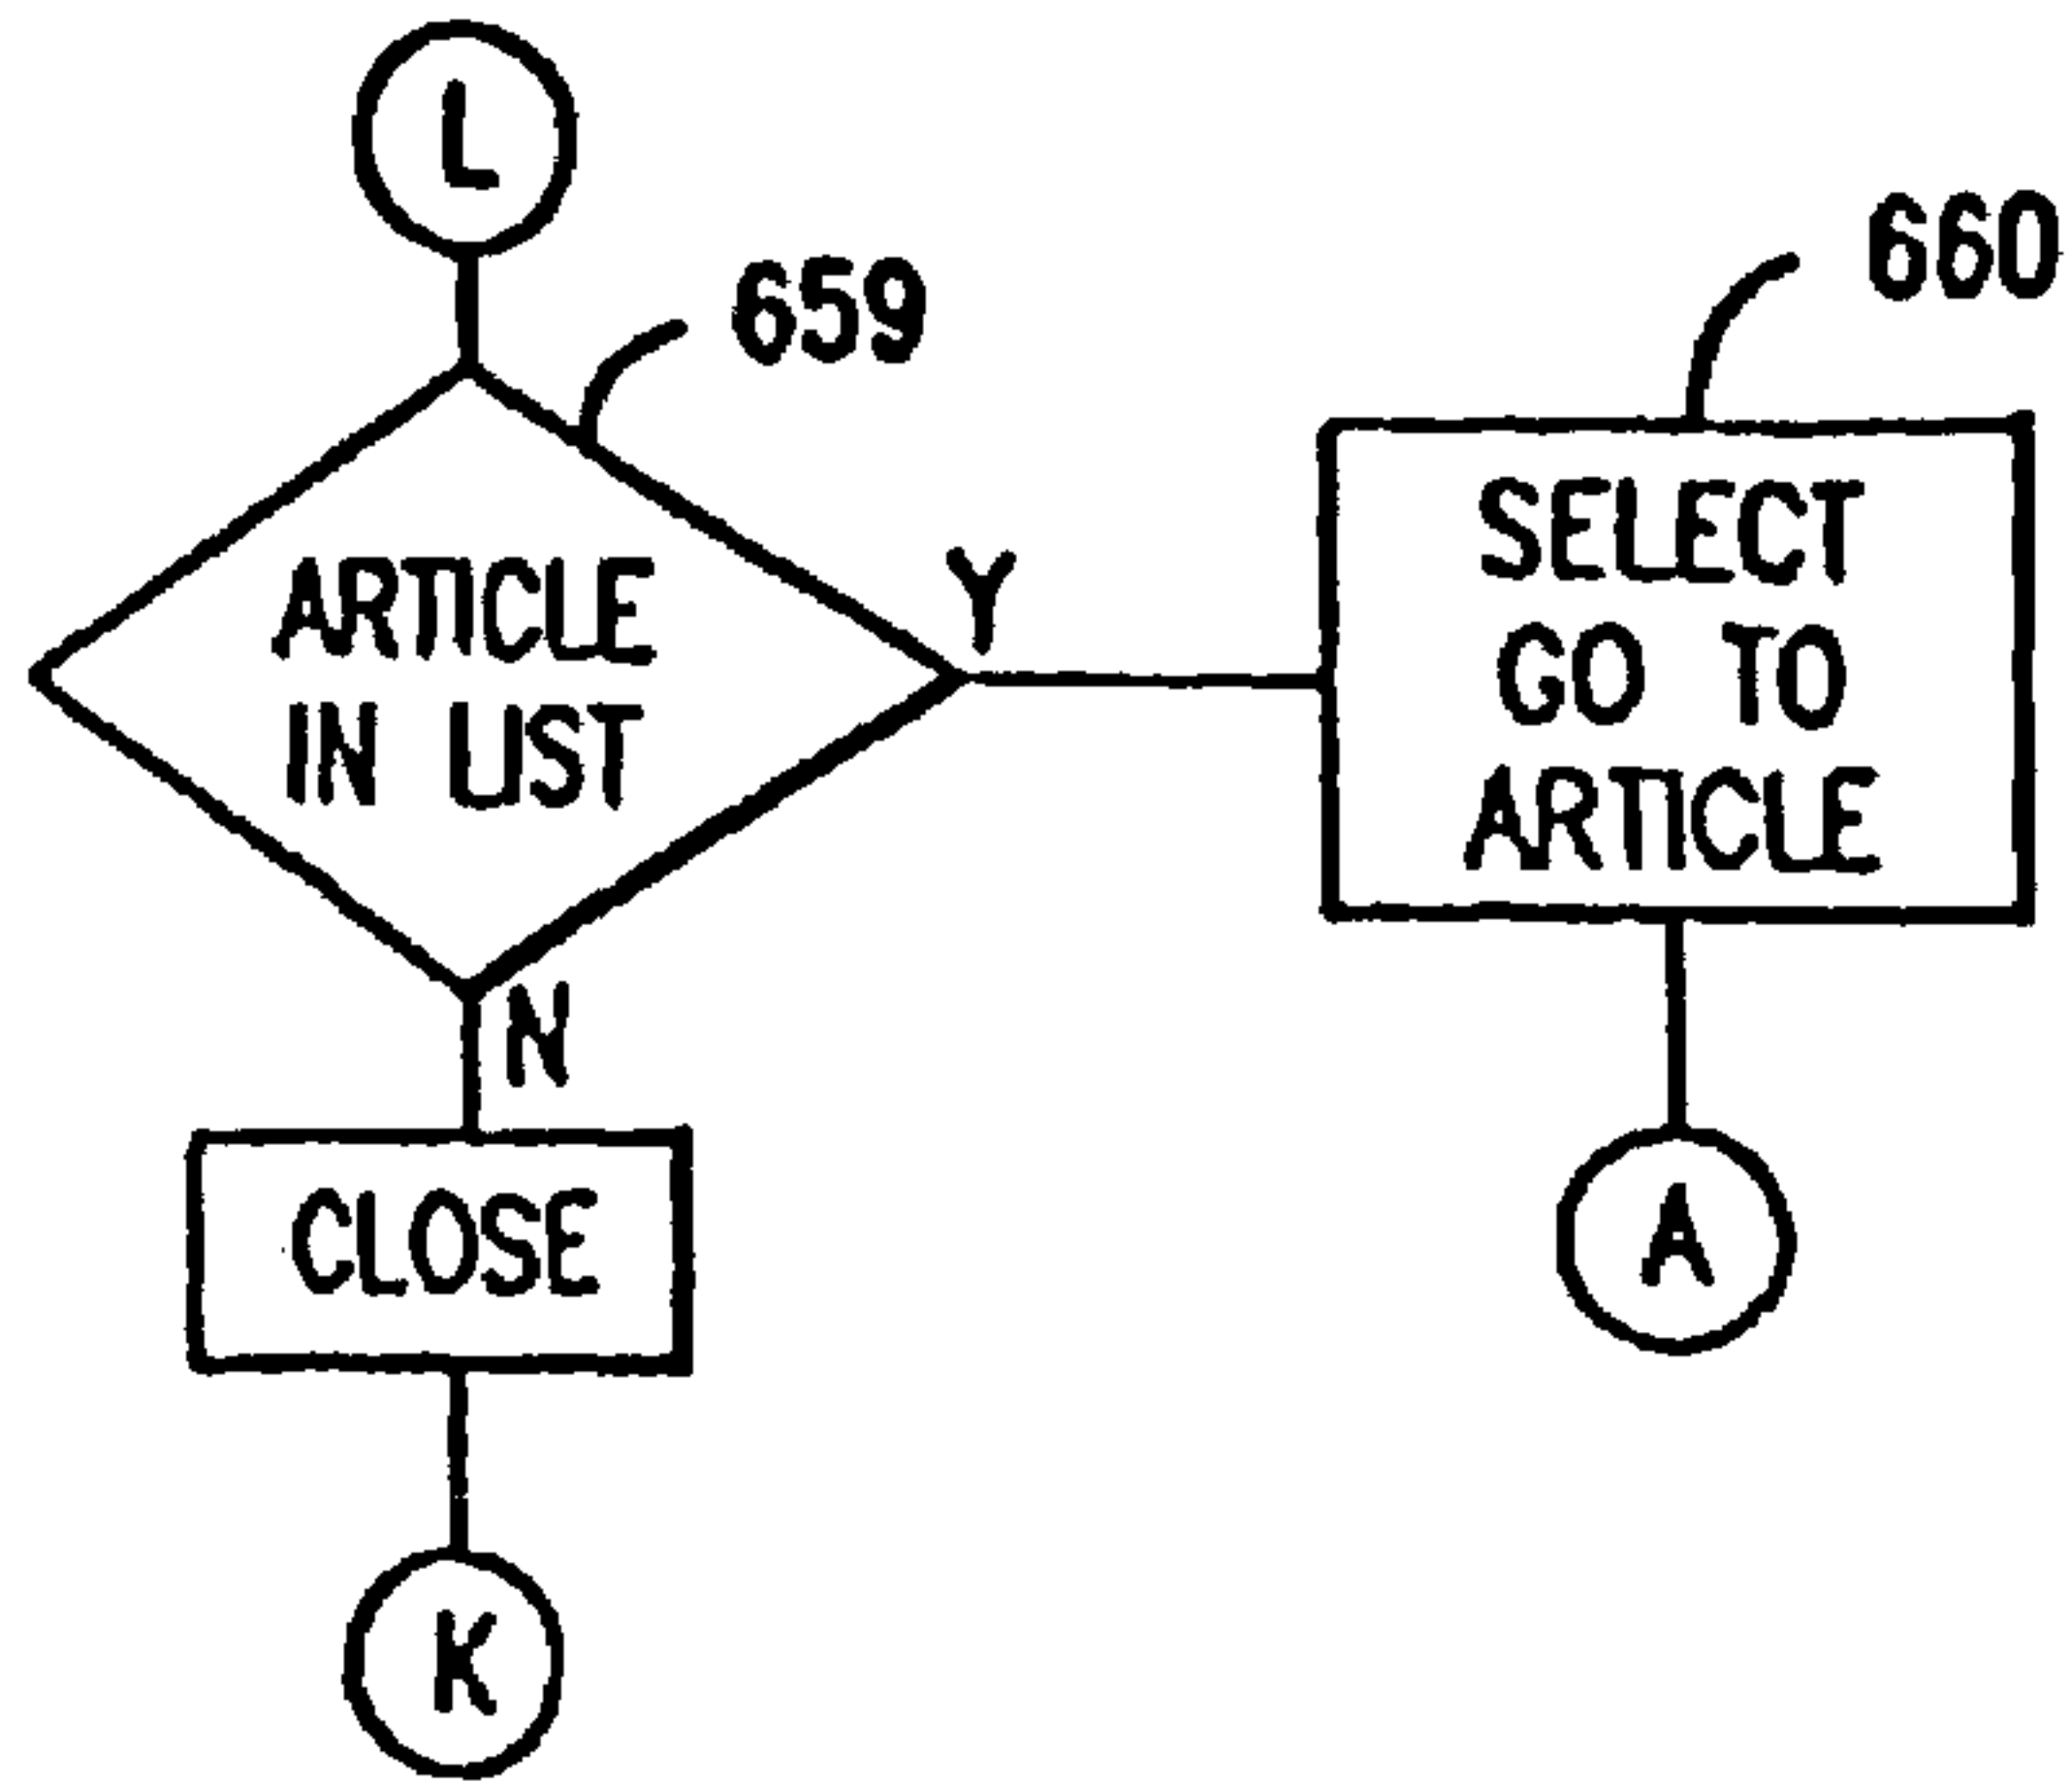 L
659
660
ARTICLE
IN LIST
Y
SELECT
GO TO
ARTICLE
N
CLOSE
A
K